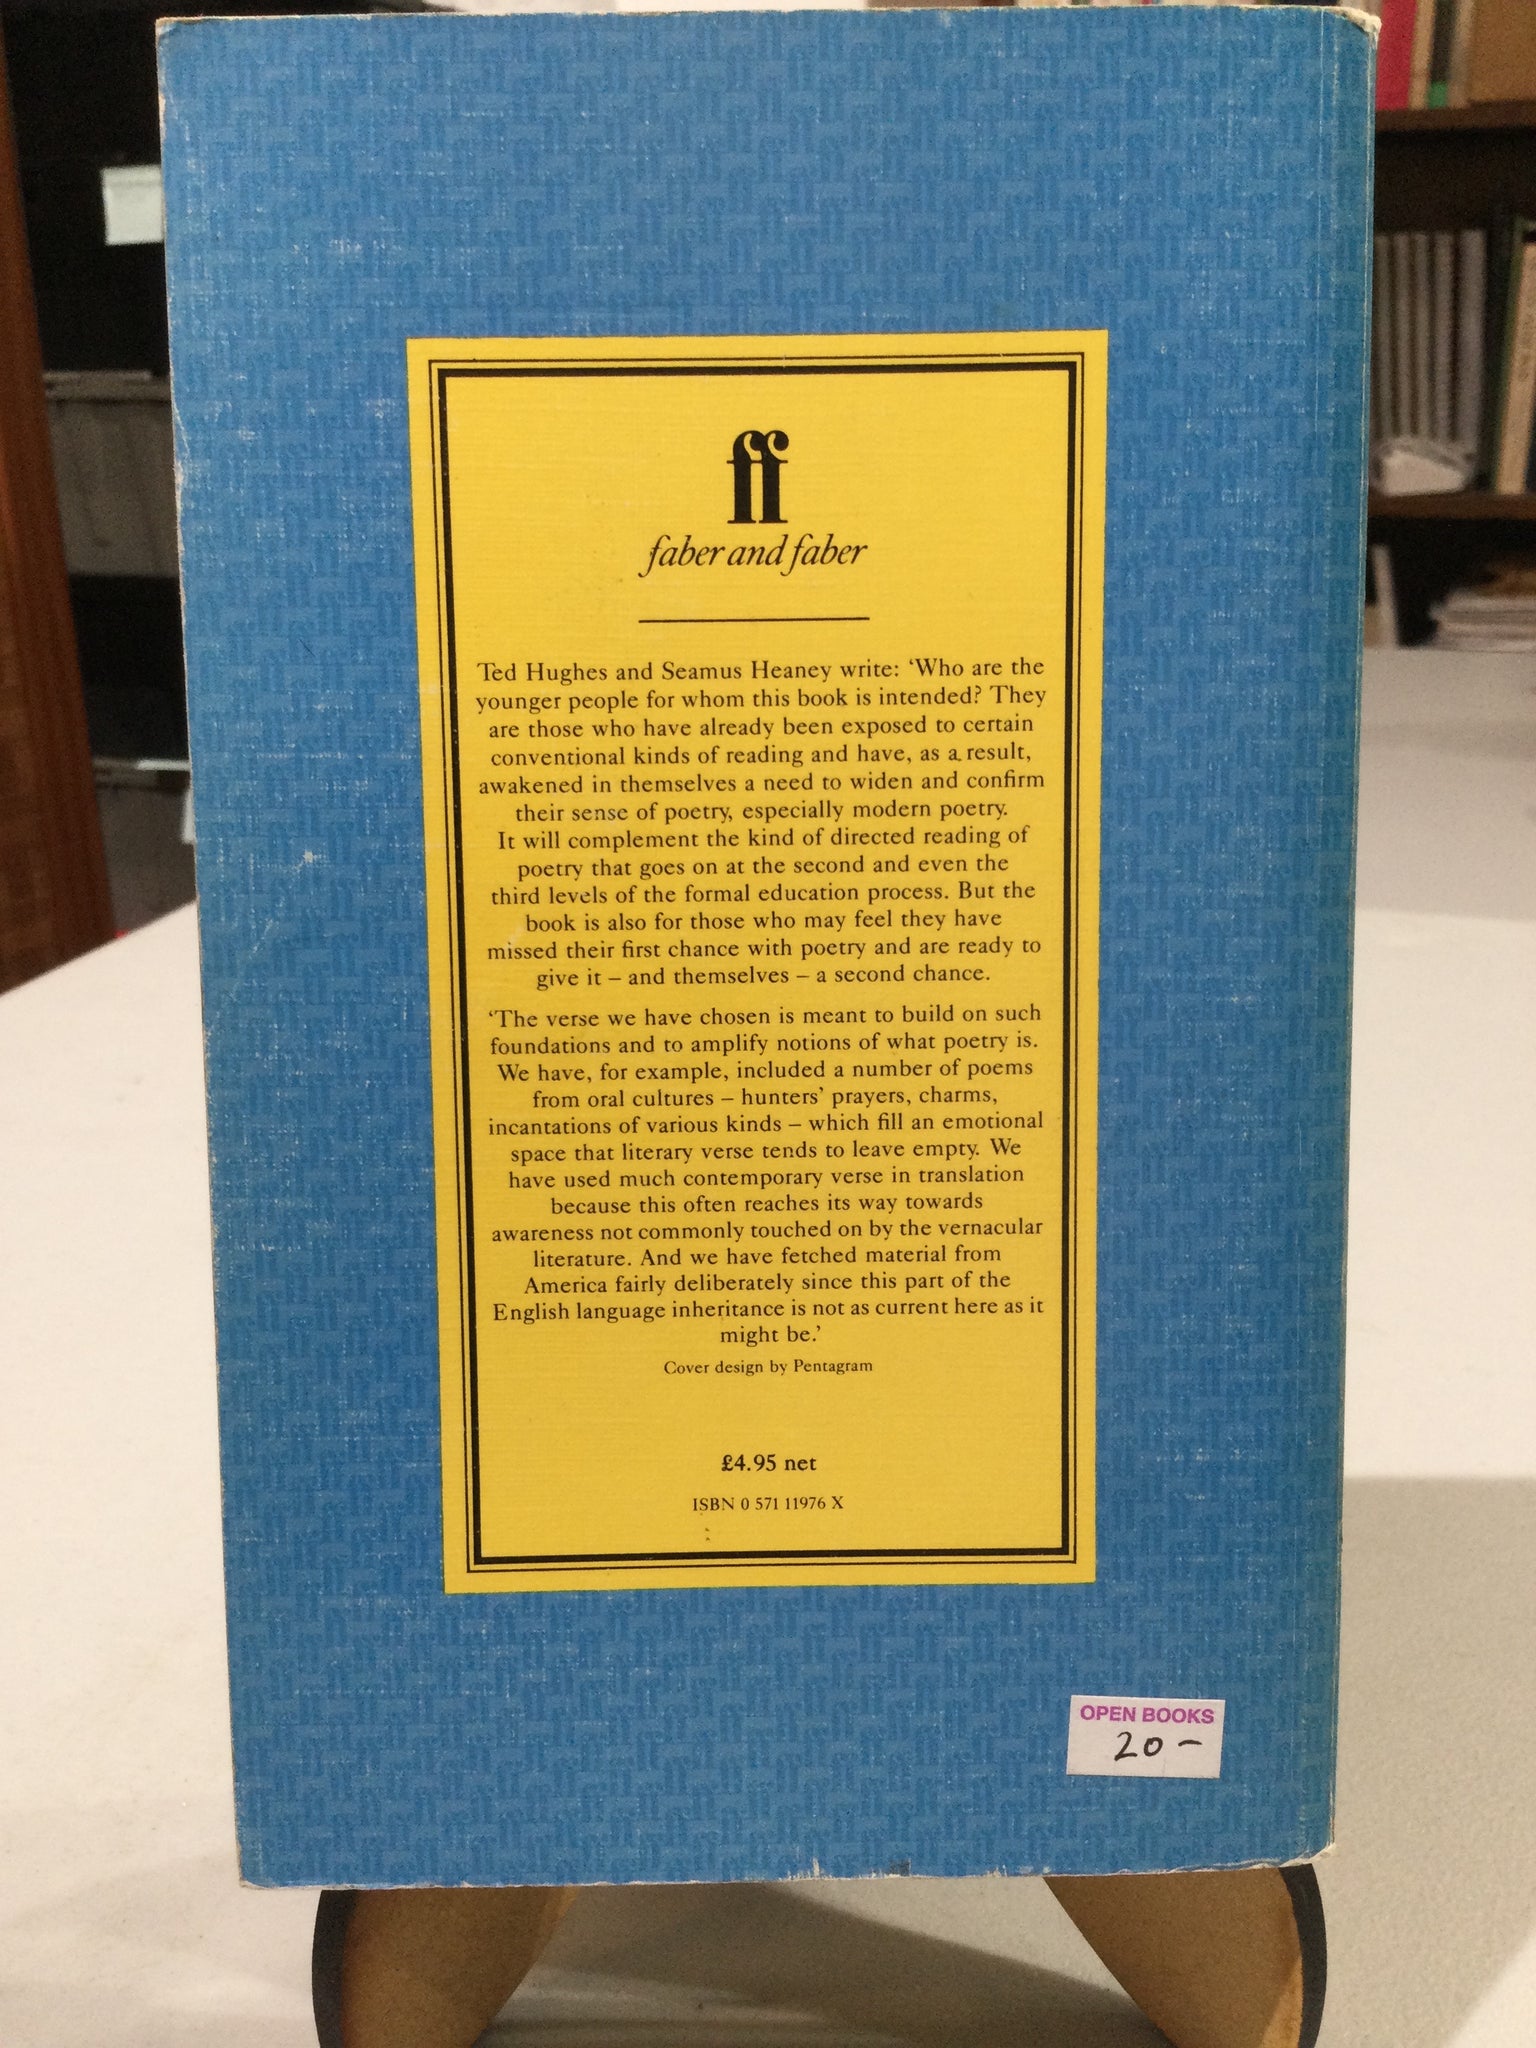 ff
faber and faber
Ted Hughes and Seamus Heaney write: ‘Who are the
younger people for whom this book is intended? They
are those who have already been exposed to certain
conventional kinds of reading and have, as a result,
awakened in themselves a need to widen and confirm
their sense of poetry, especially modern poetry.
It will complement the kind of directed reading of
poetry that goes on at the second and even the
third levels of the formal education process. But the
book is also for those who may feel they have
missed their first chance with poetry and are ready to
give it – and themselves – a second chance.
‘The verse we have chosen is meant to build on such
foundations and to amplify notions of what poetry is.
We have, for example, included a number of poems
from oral cultures – hunters’ prayers, charms,
incantations of various kinds – which fill an emotional
space that literary verse tends to leave empty. We
have used much contemporary verse in translation
because this often reaches its way towards
awareness not commonly touched on by the vernacular
literature. And we have fetched material from
America fairly deliberately since this part of the
English language inheritance is not as current here as it
might be.’
Cover design by Pentagram
£4.95 net
ISBN 0 571 11976 X
OPEN BOOKS
20 –